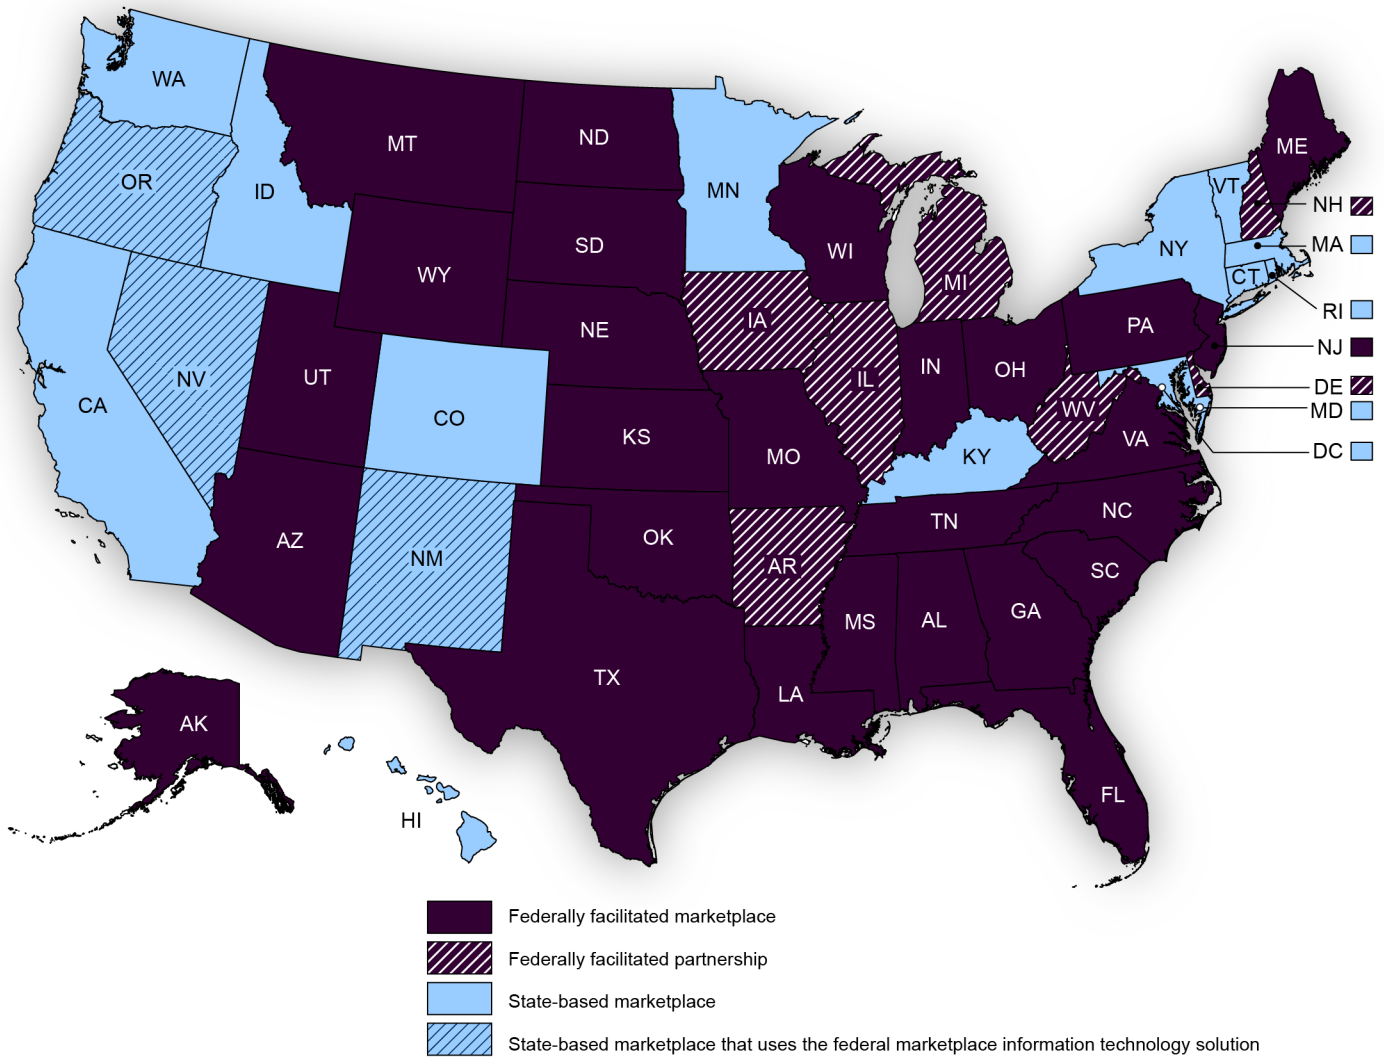 WA
MT
ND
ME
OR
ID
MN
VT
NH
MA
NY
SD
WI
WY
MI
CT
RI
IA
PA
NE
NJ
IN
OH
UT
NV
IL
DE
CA
CO
WV
MD
KS
VA
DC
MO
KY
NC
TN
AZ
OK
NM
AR
SC
GA
MS
AL
TX
LA
AK
FL
HI
Federally facilitated marketplace
Federally facilitated partnership
State-based marketplace
State-based marketplace that uses the federal marketplace information technology solution